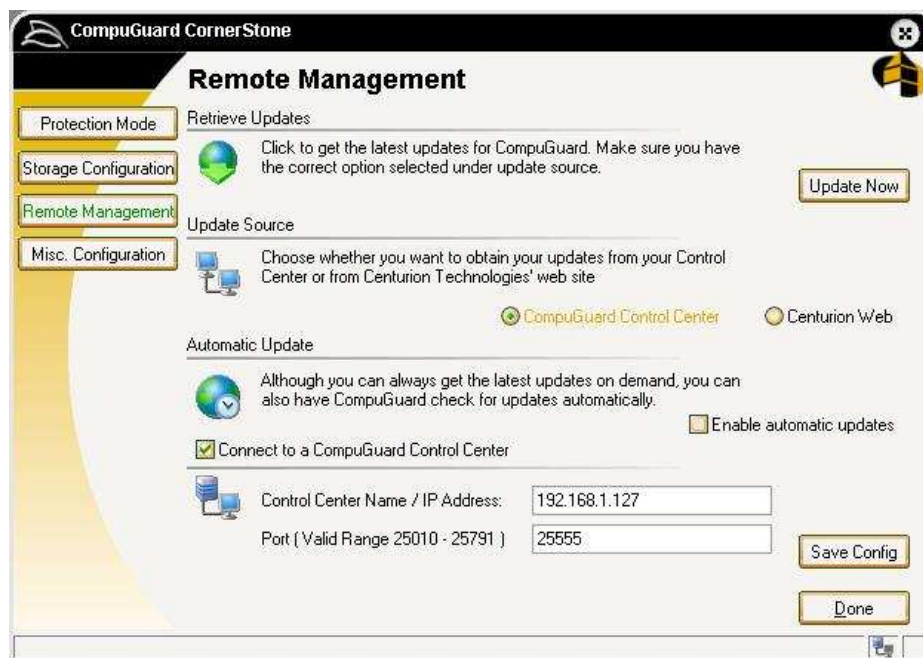 CompuGuard CornerStone
Remote Management
Protection Mode
Storage Configuration
Remote Management
Misc. Configuration
Retrieve Updates
Click to get the latest updates for CompuGuard. Make sure you have
the correct option selected under update source.
Update Now
Update Source
Choose whether you want to obtain your updates from your Control
Center or from Centurion Technologies' web site
CompuGuard Control Center
Centurion Web
Automatic Update
Although you can always get the latest updates on demand, you can
also have CompuGuard check for updates automatically.
Enable automatic updates
Connect to a CompuGuard Control Center
Control Center Name / IP Address: 192.168.1.127
Port ( Valid Range 25010 - 25791 ) 25555
Save Config
Done